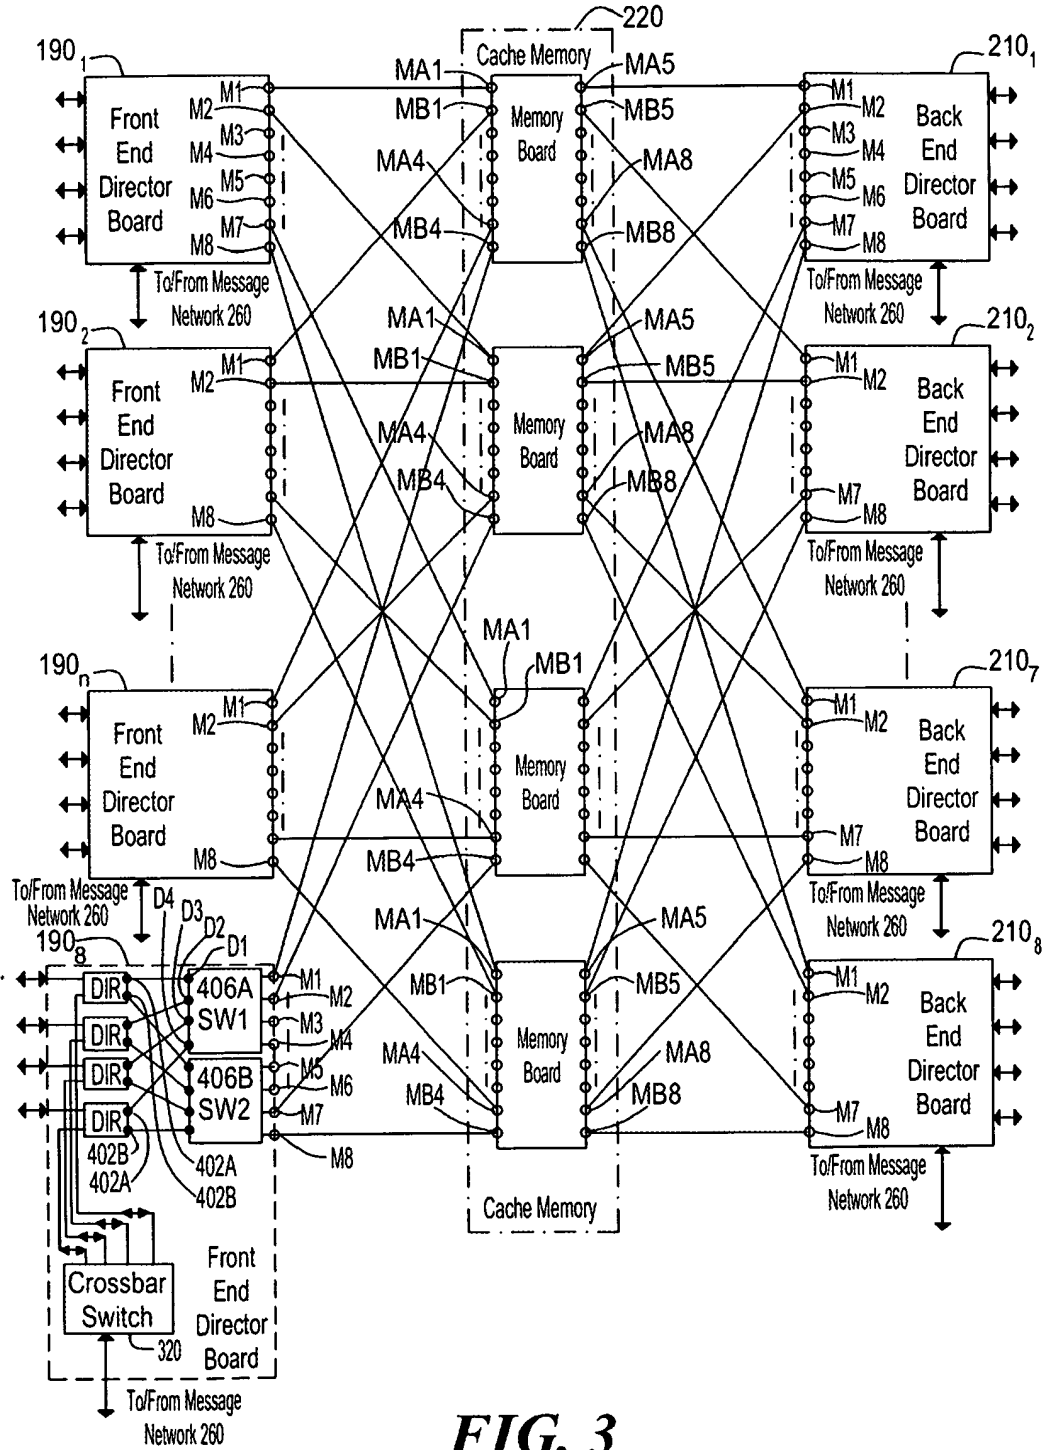 220
190₁
Cache Memory
210₁
MA1
MA5
M1
M1
Front
End
Director
Board
M2
MB1
Memory
Board
MB5
M2
Back
End
Director
Board
M3
M3
M4
MA4
MA8
M4
M5
M5
M6
M6
M7
M7
M8
MB4
MB8
M8
To/From Message
Network 260
To/From Message
Network 260
190₂
MA1
MA5
210₂
M1
M1
M2
MB1
MB5
M2
Front
End
Director
Board
Memory
Board
Back
End
Director
Board
MA4
MA8
MB4
MB8
M7
M8
M8
To/From Message
Network 260
To/From Message
Network 260
MA1
190ₙ
MB1
210₇
M1
M1
M2
M2
Front
End
Director
Board
Memory
Board
Back
End
Director
Board
MA4
M7
M8
MB4
M8
To/From Message
Network 260
To/From Message
Network 260
D4
D3
D2
D1
190₈
MA1
MA5
210₈
DIR
406A
SW1
M1
M1
M2
MB1
MB5
M2
DIR
M3
M4
Memory
Board
Back
End
Director
Board
DIR
406B
SW2
M5
MA4
MA8
M6
DIR
M7
MB4
MB8
M7
M8
M8
402B
402A
402A
402B
To/From Message
Network 260
Cache Memory
Crossbar
Switch
320
Front
End
Director
Board
To/From Message
Network 260
FIG. 3